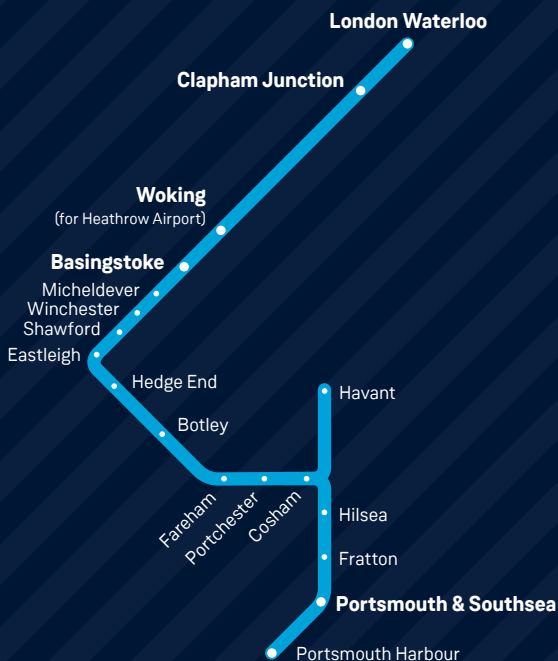 London Waterloo
Clapham Junction
Woking
(for Heathrow Airport)
Basingstoke
Micheldever
Winchester
Shawford
Eastleigh
Hedge End
Havant
Botley
Fareham
Portchester
Cosham
Hilsea
Fratton
Portsmouth & Southsea
Portsmouth Harbour